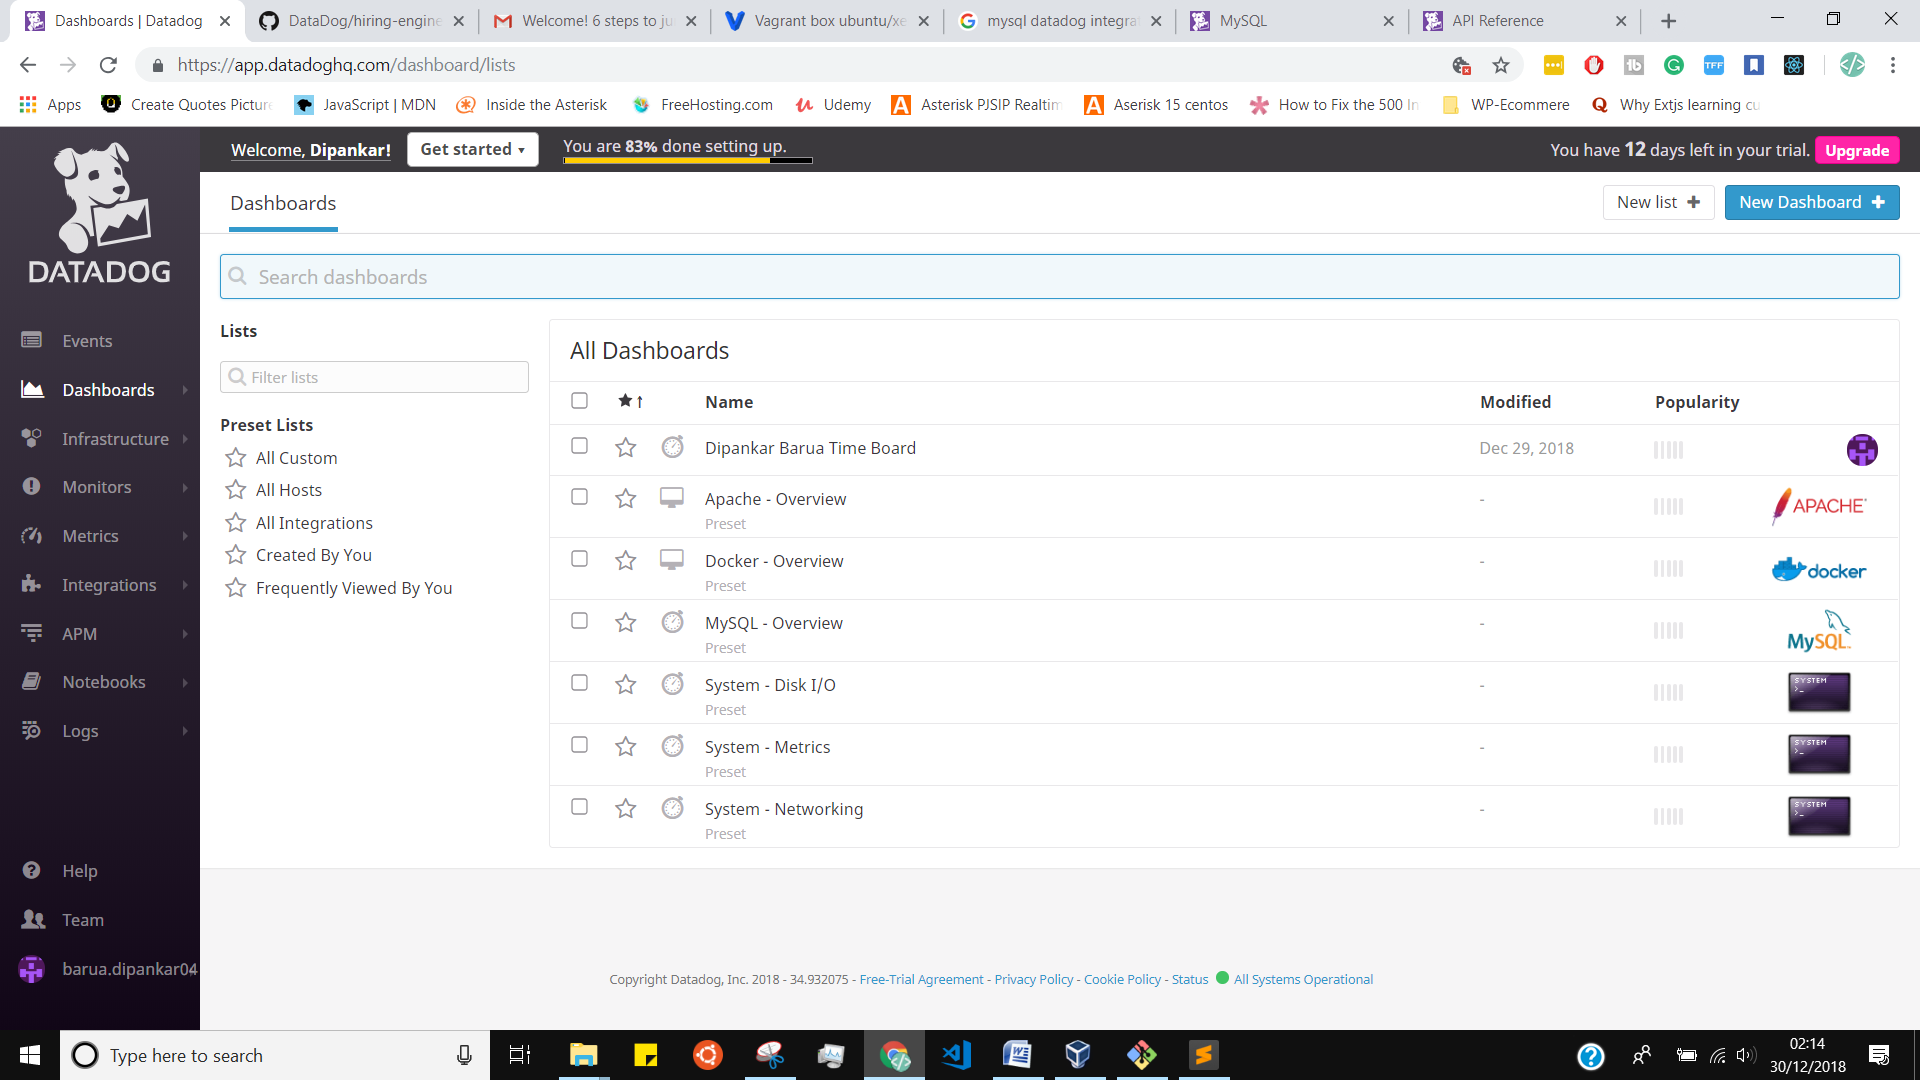 Dashboards | Datadog
DataDog/hiring-engine
Welcome! 6 steps to ju
Vagrant box ubuntu/xe
mysql datadog integrat
MySQL
API Reference
https://app.datadoghq.com/dashboard/lists
Apps
Create Quotes Picture
JavaScript | MDN
Inside the Asterisk
FreeHosting.com
Udemy
Asterisk PJSIP Realtim
Aserisk 15 centos
How to Fix the 500 In
WP-Ecommere
Why Extjs learning cu
Welcome, Dipankar!
Get started
You are 83% done setting up.
You have 12 days left in your trial.
Upgrade
DATADOG
Dashboards
New list +
New Dashboard +
Search dashboards
Events
Dashboards
Infrastructure
Monitors
Metrics
Integrations
APM
Notebooks
Logs
Help
Team
barua.dipankar04
Lists
Filter lists
Preset Lists
All Custom
All Hosts
All Integrations
Created By You
Frequently Viewed By You
All Dashboards
Name Modified Popularity
Dipankar Barua Time Board Dec 29, 2018
Apache - Overview - APACHE
Preset
Docker - Overview - docker
Preset
MySQL - Overview - MySQL
Preset
System - Disk I/O - SYSTEM
Preset
System - Metrics - SYSTEM
Preset
System - Networking - SYSTEM
Preset
Copyright Datadog, Inc. 2018 - 34.932075 - Free-Trial Agreement - Privacy Policy - Cookie Policy - Status All Systems Operational
Type here to search
02:14
30/12/2018